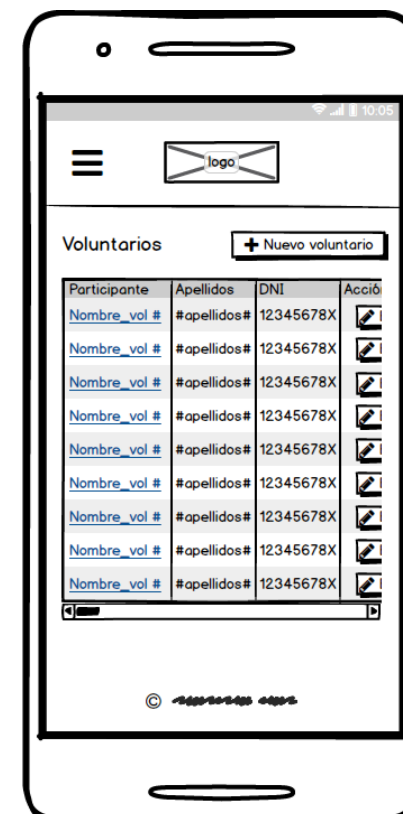 10:05
logo
Voluntarios
+ Nuevo voluntario
Participante Apellidos DNI Acció
Nombre_vol # #apellidos# 12345678X
Nombre_vol # #apellidos# 12345678X
Nombre_vol # #apellidos# 12345678X
Nombre_vol # #apellidos# 12345678X
Nombre_vol # #apellidos# 12345678X
Nombre_vol # #apellidos# 12345678X
Nombre_vol # #apellidos# 12345678X
Nombre_vol # #apellidos# 12345678X
Nombre_vol # #apellidos# 12345678X
©